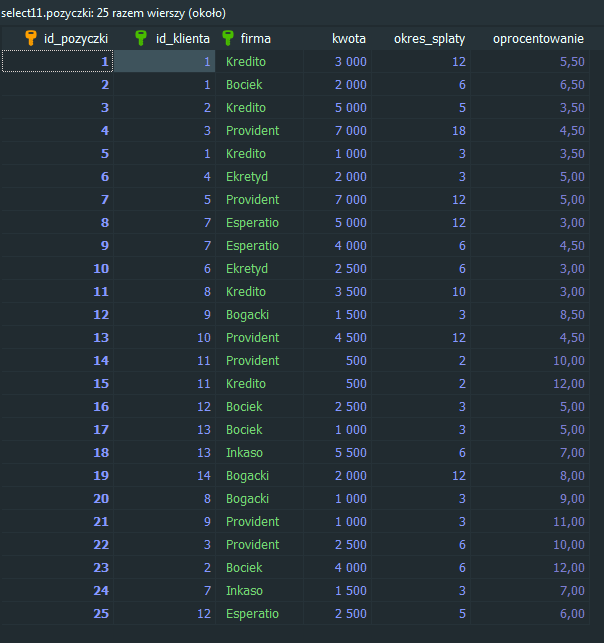 select11.pozyczki: 25 razem wierszy (około)
id_pozyczki id_klienta firma kwota okres_splaty oprocentowanie
1 1 Kredito 3 000 12 5,50
2 1 Bociek 2 000 6 6,50
3 2 Kredito 5 000 5 3,50
4 3 Provident 7 000 18 4,50
5 1 Kredito 1 000 3 3,50
6 4 Ekretyd 2 000 3 5,00
7 5 Provident 7 000 12 5,00
8 7 Esperatio 5 000 12 3,00
9 7 Esperatio 4 000 6 4,50
10 6 Ekretyd 2 500 6 3,00
11 8 Kredito 3 500 10 3,00
12 9 Bogacki 1 500 3 8,50
13 10 Provident 4 500 12 4,50
14 11 Provident 500 2 10,00
15 11 Kredito 500 2 12,00
16 12 Bociek 2 500 3 5,00
17 13 Bociek 1 000 3 5,00
18 13 Inkaso 5 500 6 7,00
19 14 Bogacki 2 000 12 8,00
20 8 Bogacki 1 000 3 9,00
21 9 Provident 1 000 3 11,00
22 3 Provident 2 500 6 10,00
23 2 Bociek 4 000 6 12,00
24 7 Inkaso 1 500 3 7,00
25 12 Esperatio 2 500 5 6,00